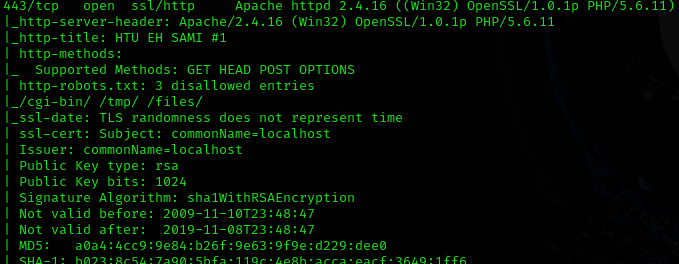 443/tcp   open  ssl/http     Apache httpd 2.4.16 ((Win32) OpenSSL/1.0.1p PHP/5.6.11)
|_http-server-header: Apache/2.4.16 (Win32) OpenSSL/1.0.1p PHP/5.6.11
|_http-title: HTU EH SAMI #1
| http-methods:
|_  Supported Methods: GET HEAD POST OPTIONS
| http-robots.txt: 3 disallowed entries
|_/cgi-bin/ /tmp/ /files/
|_ssl-date: TLS randomness does not represent time
| ssl-cert: Subject: commonName=localhost
| Issuer: commonName=localhost
| Public Key type: rsa
| Public Key bits: 1024
| Signature Algorithm: sha1WithRSAEncryption
| Not valid before: 2009-11-10T23:48:47
| Not valid after:  2019-11-08T23:48:47
| MD5:   a0a4:4cc9:9e84:b26f:9e63:9f9e:d229:dee0
| SHA-1: b023:8c54:7a90:5bfa:119c:4e8b:acca:eacf:3649:1ff6